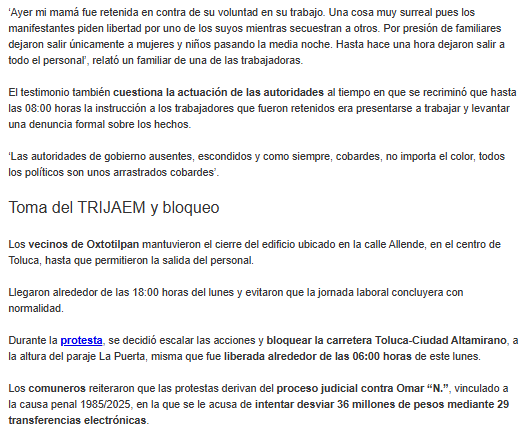 ‘Ayer mi mamá fue retenida en contra de su voluntad en su trabajo. Una cosa muy surreal pues los
manifestantes piden libertad por uno de los suyos mientras secuestran a otros. Por presión de familiares
dejaron salir únicamente a mujeres y niños pasando la media noche. Hasta hace una hora dejaron salir a
todo el personal’, relató un familiar de una de las trabajadoras.
El testimonio también cuestiona la actuación de las autoridades al tiempo en que se recriminó que hasta
las 08:00 horas la instrucción a los trabajadores que fueron retenidos era presentarse a trabajar y levantar
una denuncia formal sobre los hechos.
‘Las autoridades de gobierno ausentes, escondidos y como siempre, cobardes, no importa el color, todos
los políticos son unos arrastrados cobardes’.
Toma del TRIJAEM y bloqueo
Los vecinos de Oxtotilpan mantuvieron el cierre del edificio ubicado en la calle Allende, en el centro de
Toluca, hasta que permitieron la salida del personal.
Llegaron alrededor de las 18:00 horas del lunes y evitaron que la jornada laboral concluyera con
normalidad.
Durante la protesta, se decidió escalar las acciones y bloquear la carretera Toluca-Ciudad Altamirano, a
la altura del paraje La Puerta, misma que fue liberada alrededor de las 06:00 horas de este lunes.
Los comuneros reiteraron que las protestas derivan del proceso judicial contra Omar “N.”, vinculado a
la causa penal 1985/2025, en la que se le acusa de intentar desviar 36 millones de pesos mediante 29
transferencias electrónicas.